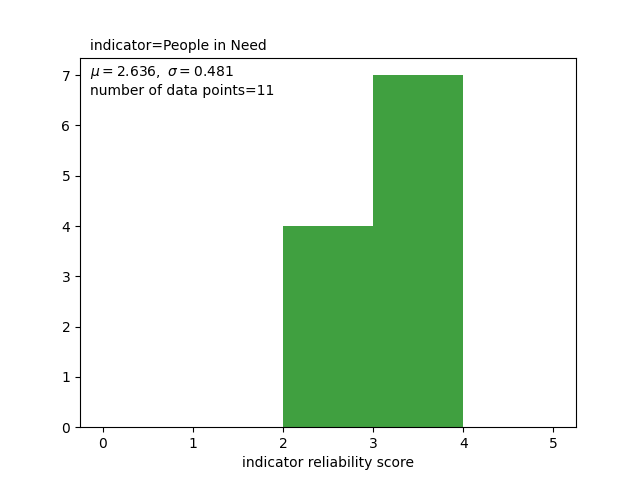 indicator=People in Need
μ = 2.636, σ = 0.481
number of data points=11
7
6
5
4
3
2
1
0
0 1 2 3 4 5
indicator reliability score